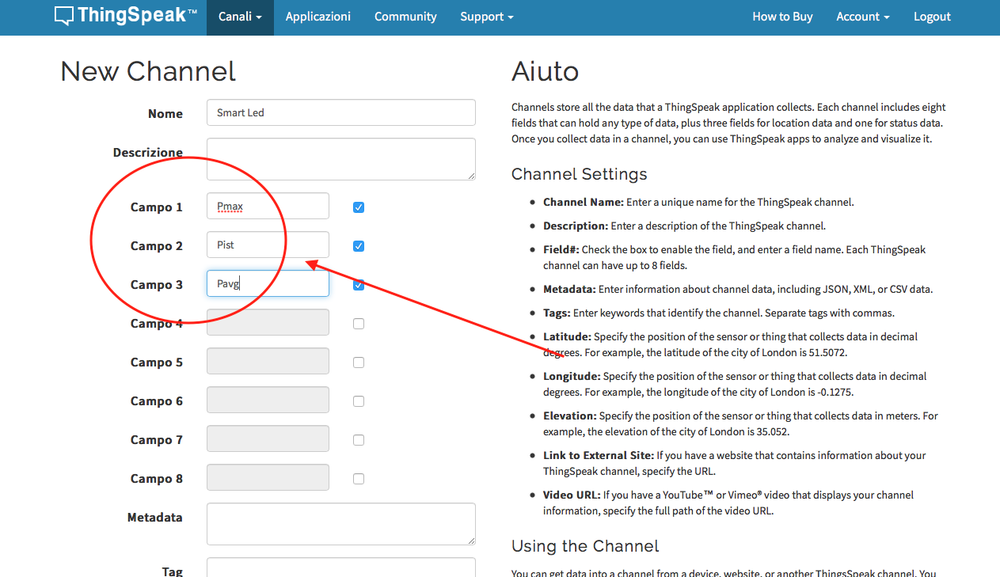 ThingSpeak™ Canali Applicazioni Community Support How to Buy Account Logout
New Channel
Nome Smart Led
Descrizione
Campo 1 Pmax
Campo 2 Pist
Campo 3 Pavg
Campo 4
Campo 5
Campo 6
Campo 7
Campo 8
Metadata
Tag
Aiuto
Channels store all the data that a ThingSpeak application collects. Each channel includes eight
fields that can hold any type of data, plus three fields for location data and one for status data.
Once you collect data in a channel, you can use ThingSpeak apps to analyze and visualize it.
Channel Settings
• Channel Name: Enter a unique name for the ThingSpeak channel.
• Description: Enter a description of the ThingSpeak channel.
• Field#: Check the box to enable the field, and enter a field name. Each ThingSpeak
channel can have up to 8 fields.
• Metadata: Enter information about channel data, including JSON, XML, or CSV data.
• Tags: Enter keywords that identify the channel. Separate tags with commas.
• Latitude: Specify the position of the sensor or thing that collects data in decimal
degrees. For example, the latitude of the city of London is 51.5072.
• Longitude: Specify the position of the sensor or thing that collects data in decimal
degrees. For example, the longitude of the city of London is -0.1275.
• Elevation: Specify the position of the sensor or thing that collects data in meters. For
example, the elevation of the city of London is 35.052.
• Link to External Site: If you have a website that contains information about your
ThingSpeak channel, specify the URL.
• Video URL: If you have a YouTube™ or Vimeo® video that displays your channel
information, specify the full path of the video URL.
Using the Channel
You can get data into a channel from a device, website, or another ThingsSpeak channel. You